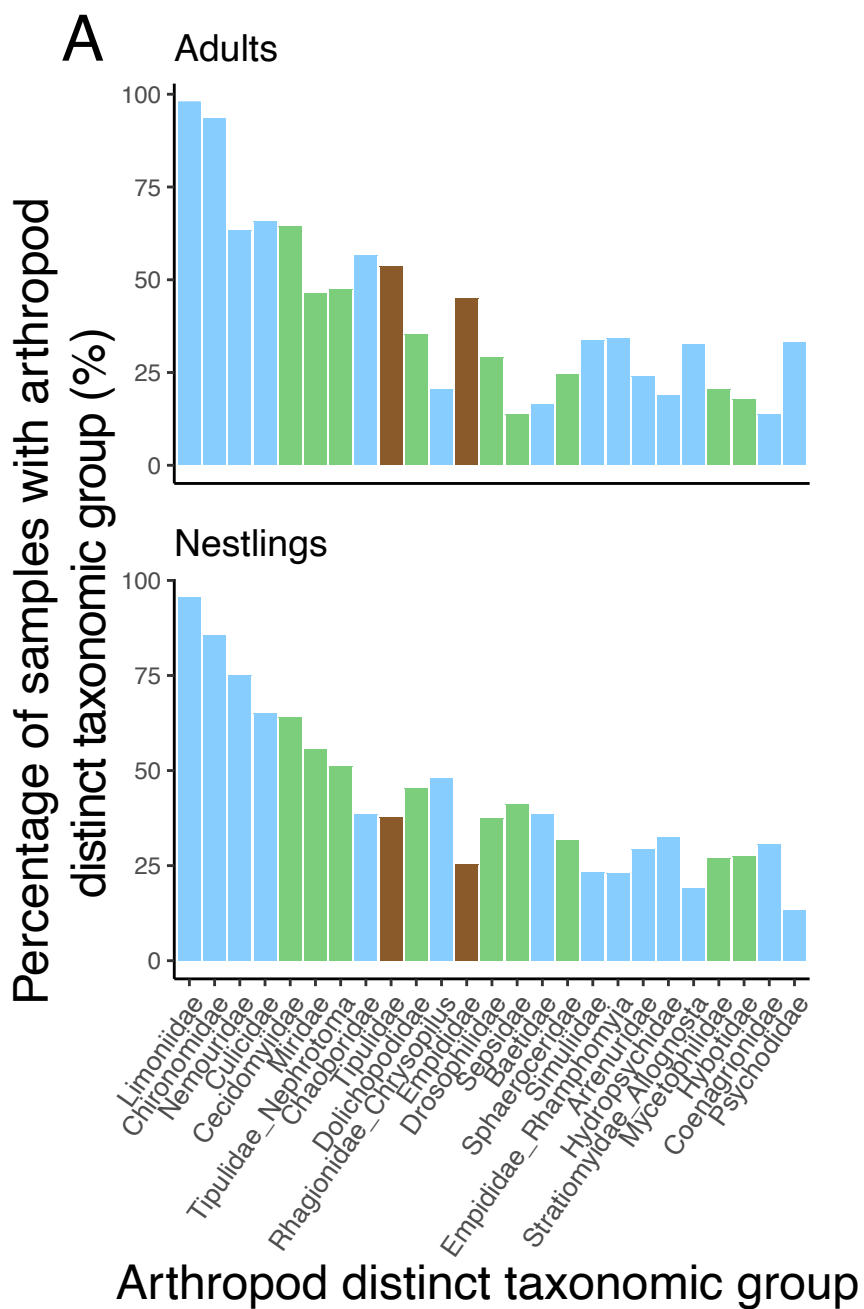 A
Adults
100
75
50
25
0
Nestlings
100
75
50
25
0
Percentage of samples with arthropod
distinct taxonomic group (%)
Limoniidae
Chironomidae
Nemouridae
Culicidae
Cecidomyiidae
Miridae
Tipulidae_Nephrotoma
Chaoboridae
Tipulidae
Dolichopodidae
Rhagionidae_Chrysopilus
Empididae
Drosophilidae
Sepsidae
Baetidae
Sphaeroceridae
Simuliidae
Empididae_Rhamphomyia
Arrenuridae
Hydropsychidae
Stratiomyidae_Allognosta
Mycetophilidae
Hybotidae
Coenagrionidae
Psychodidae
Arthropod distinct taxonomic group